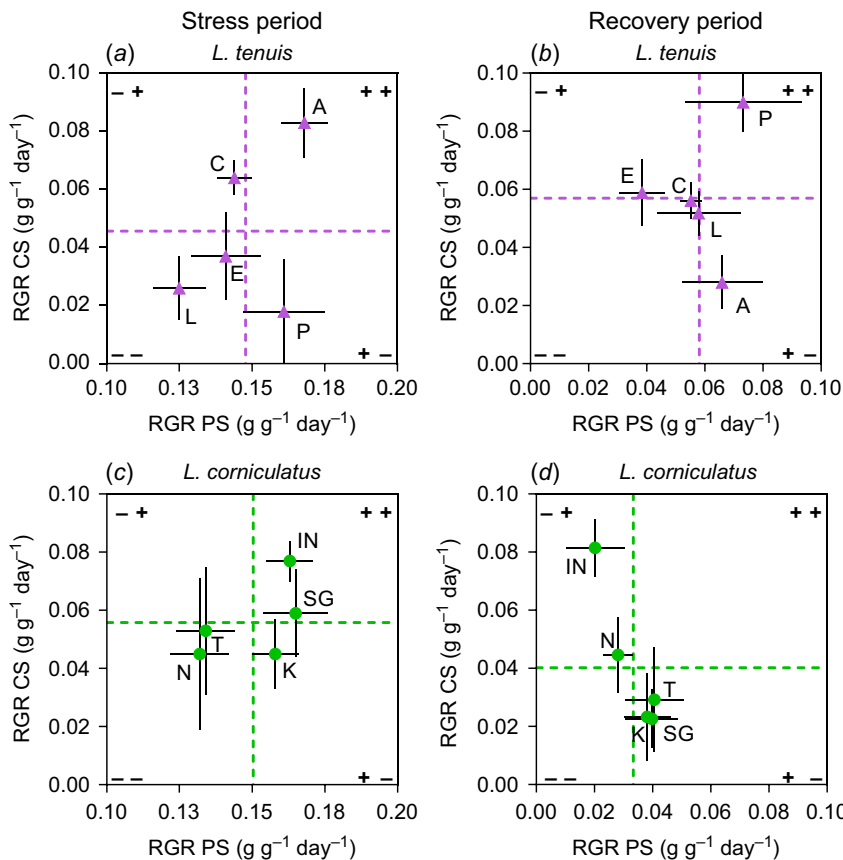 Stress period
Recovery period
(a) L. tenuis
0.10
0.08
0.06
0.04
0.02
0.00
– +
+ +
– –
+ –
A
C
E
L
P
0.10 0.13 0.15 0.17 0.20
RGR CS (g g⁻¹ day⁻¹)
RGR PS (g g⁻¹ day⁻¹)
(b) L. tenuis
0.10
0.08
0.06
0.04
0.02
0.00
– +
+ +
– –
+ –
P
E
C
L
A
0.00 0.02 0.04 0.06 0.08 0.10
RGR CS (g g⁻¹ day⁻¹)
RGR PS (g g⁻¹ day⁻¹)
(c) L. corniculatus
0.10
0.08
0.06
0.04
0.02
0.00
– +
+ +
– –
+ –
IN
SG
T
N
K
0.10 0.13 0.15 0.17 0.20
RGR CS (g g⁻¹ day⁻¹)
RGR PS (g g⁻¹ day⁻¹)
(d) L. corniculatus
0.10
0.08
0.06
0.04
0.02
0.00
– +
+ +
– –
+ –
IN
N
T
K
SG
0.00 0.02 0.04 0.06 0.08 0.10
RGR CS (g g⁻¹ day⁻¹)
RGR PS (g g⁻¹ day⁻¹)